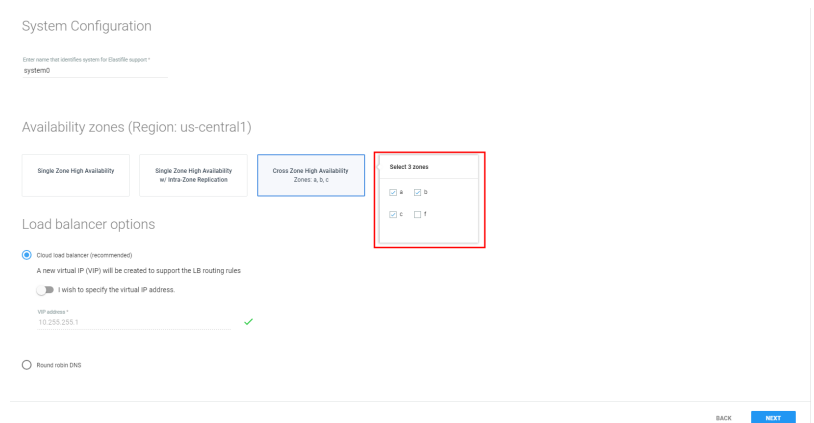 System Configuration
Enter name that identifies system for Elastifile support *
system0
Availability zones (Region: us-central1)
Single Zone High Availability
Single Zone High Availability
w/ Intra-Zone Replication
Cross Zone High Availability
Zones: a, b, c
Select 3 zones
a b
c f
Load balancer options
Cloud load balancer (recommended)
A new virtual IP (VIP) will be created to support the LB routing rules
I wish to specify the virtual IP address.
VIP address *
10.255.255.1
Round robin DNS
BACK NEXT